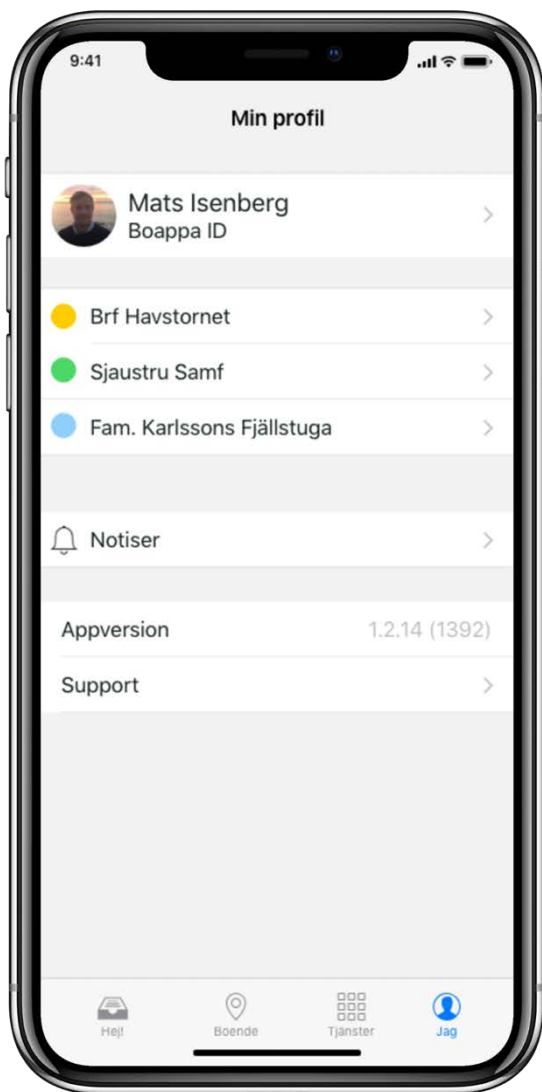 9:41
Min profil
Mats Isenberg
Boappa ID
Brf Havstornet
Sjaustru Samf
Fam. Karlssons Fjällstuga
Notiser
Appversion 1.2.14 (1392)
Support
Hej! Boende Tjänster Jag